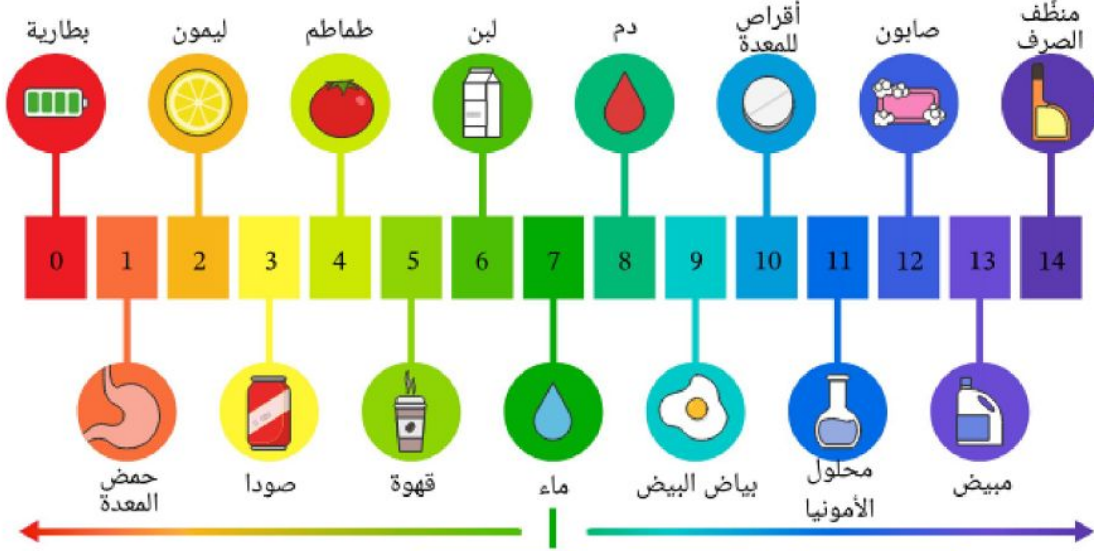 بطارية
ليمون
طماطم
لبن
دم
أقراص
للمعدة
صابون
منظّف
الصرف
0 1 2 3 4 5 6 7 8 9 10 11 12 13 14
حمض
المعدة
صودا
قهوة
ماء
بياض البيض
محلول
الأمونيا
مبيض